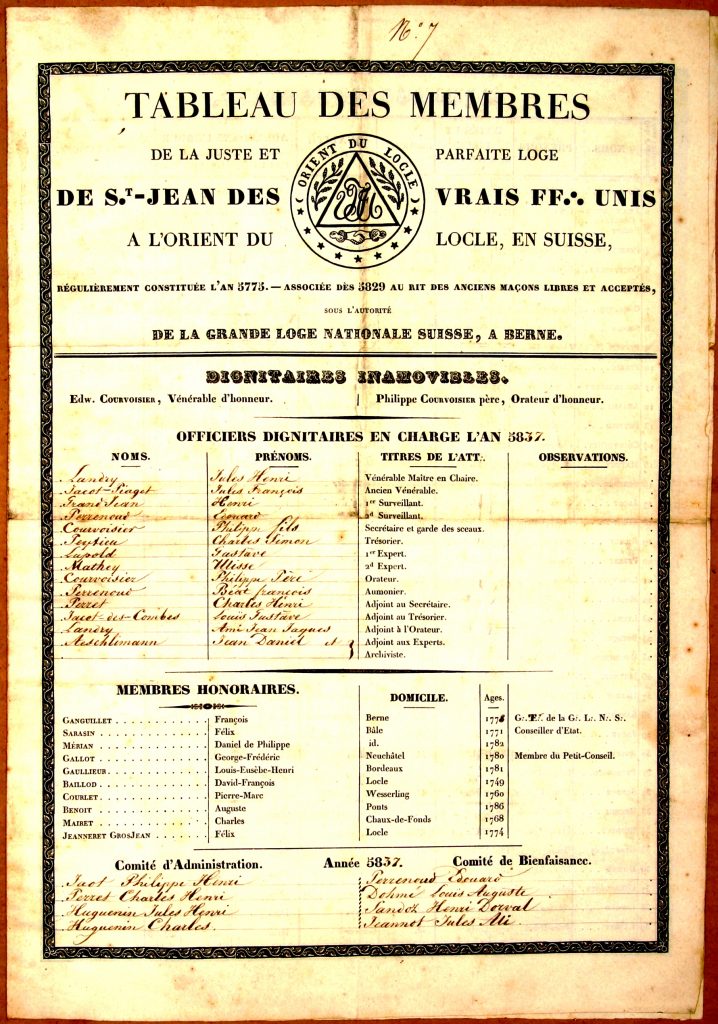 N.° 7
TABLEAU DES MEMBRES
DE LA JUSTE ET PARFAITE LOGE
ORIENT DU LOCLE
DE S.T-JEAN DES VRAIS FF∴ UNIS
A L'ORIENT DU LOCLE, EN SUISSE,
RÉGULIÈREMENT CONSTITUÉE L'AN 5775. — ASSOCIÉE DÈS 5829 AU RIT DES ANCIENS MAÇONS LIBRES ET ACCEPTÉS,
SOUS L'AUTORITÉ
DE LA GRANDE LOGE NATIONALE SUISSE, A BERNE.
DIGNITAIRES INAMOVIBLES.
Edw. COURVOISIER, Vénérable d'honneur. | Philippe COURVOISIER père, Orateur d'honneur.
OFFICIERS DIGNITAIRES EN CHARGE L'AN 5837.
NOMS. PRÉNOMS. TITRES DE L'ATT∴ OBSERVATIONS.
Landry Jules Henri Vénérable Maître en Chaire.
Jacot-Piaget Jules François Ancien Vénérable.
Henri 1er Surveillant.
Perrenoud Edouard 2d Surveillant.
Courvoisier Philippe fils Secrétaire et garde des sceaux.
Peytieu Charles Simon Trésorier.
Lupold Gustave 1er Expert.
Mathey Ulisse 2d Expert.
Courvoisier Philippe Père Orateur.
Perrenoud françois Aumonier.
Perret Charles Henri Adjoint au Secrétaire.
Jacot-des-Combes Louis Gustave Adjoint au Trésorier.
Landry Ami Jean Jaques Adjoint à l'Orateur.
Aeschlimann Jean Daniel et } Adjoint aux Experts.
Archiviste.
MEMBRES HONORAIRES. DOMICILE. Ages.
GANGUILLET François Berne G∴ T∴ de la G∴ L∴ N∴ S∴
SARASIN Félix Bâle 1771 Conseiller d'Etat.
MÉRIAN Daniel de Philippe id. 1782
GALLOT George-Frédéric Neuchâtel 1780 Membre du Petit-Conseil.
GAULLIEUR Louis-Eusèbe-Henri Bordeaux 1781
BAILLOD David-François Locle 1749
COURLET Pierre-Marc Wesserling 1760
BENOIT Auguste Ponts 1786
MAIRET Charles Chaux-de-Fonds 1768
JEANNERET GROSJEAN Félix Locle 1774
Comité d'Administration. Année 5837. Comité de Bienfaisance.
Jacot Philippe Henri Perrenoud Edouard
Perret Charles Henri Dohmé Louis Auguste
Huguenin Jules Henri Sandoz Henri Dorval
Huguenin Charles. Jeannot Jules Ali.